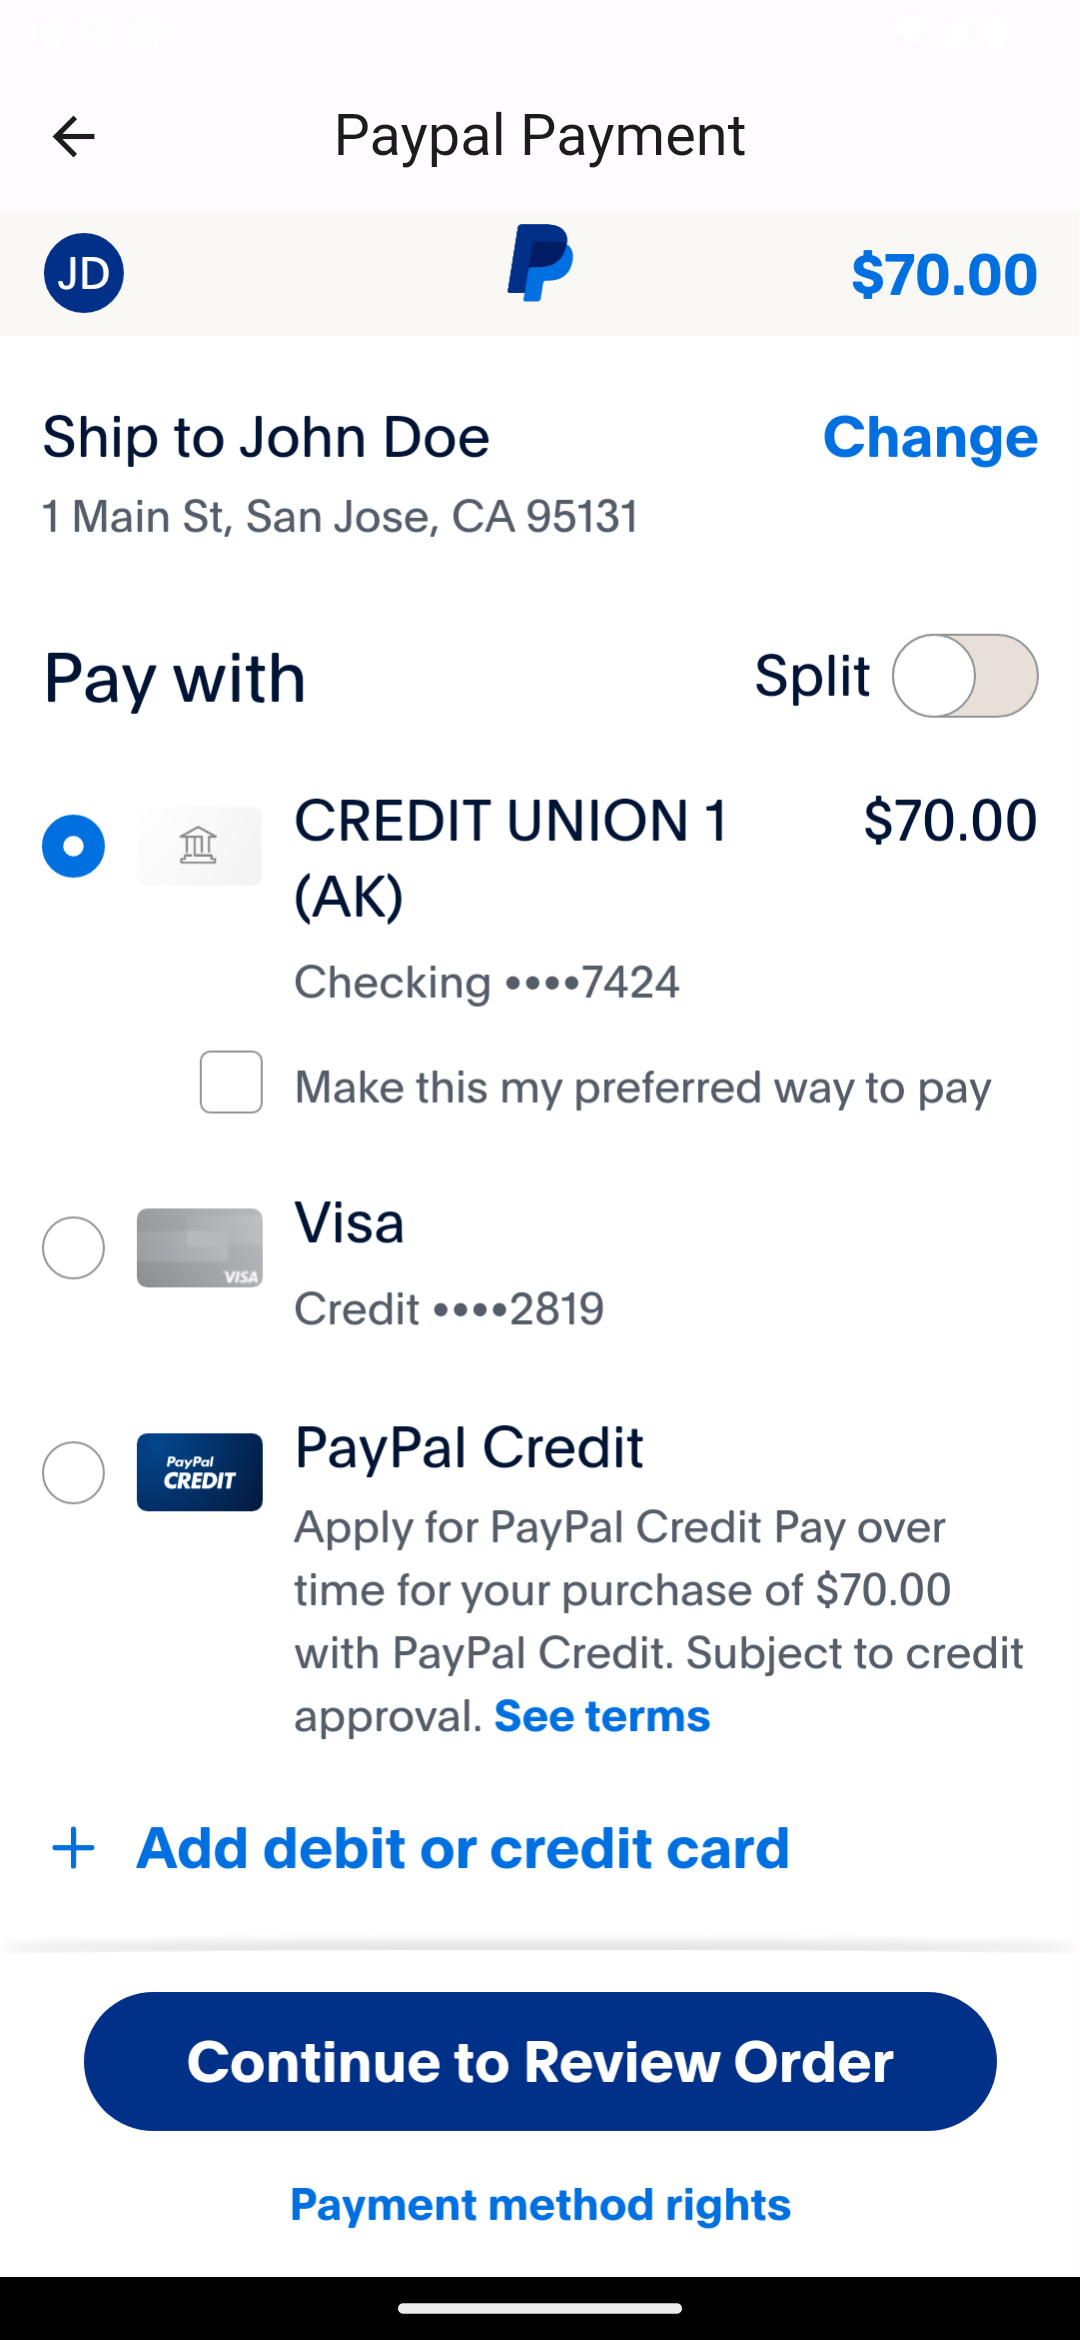 Paypal Payment
JD
$70.00
Ship to John Doe
Change
1 Main St, San Jose, CA 95131
Pay with
Split
CREDIT UNION 1
$70.00
(AK)
Checking ••••7424
Make this my preferred way to pay
VISA
Visa
Credit ••••2819
PayPal
CREDIT
PayPal Credit
Apply for PayPal Credit Pay over
time for your purchase of $70.00
with PayPal Credit. Subject to credit
approval. See terms
+ Add debit or credit card
Continue to Review Order
Payment method rights